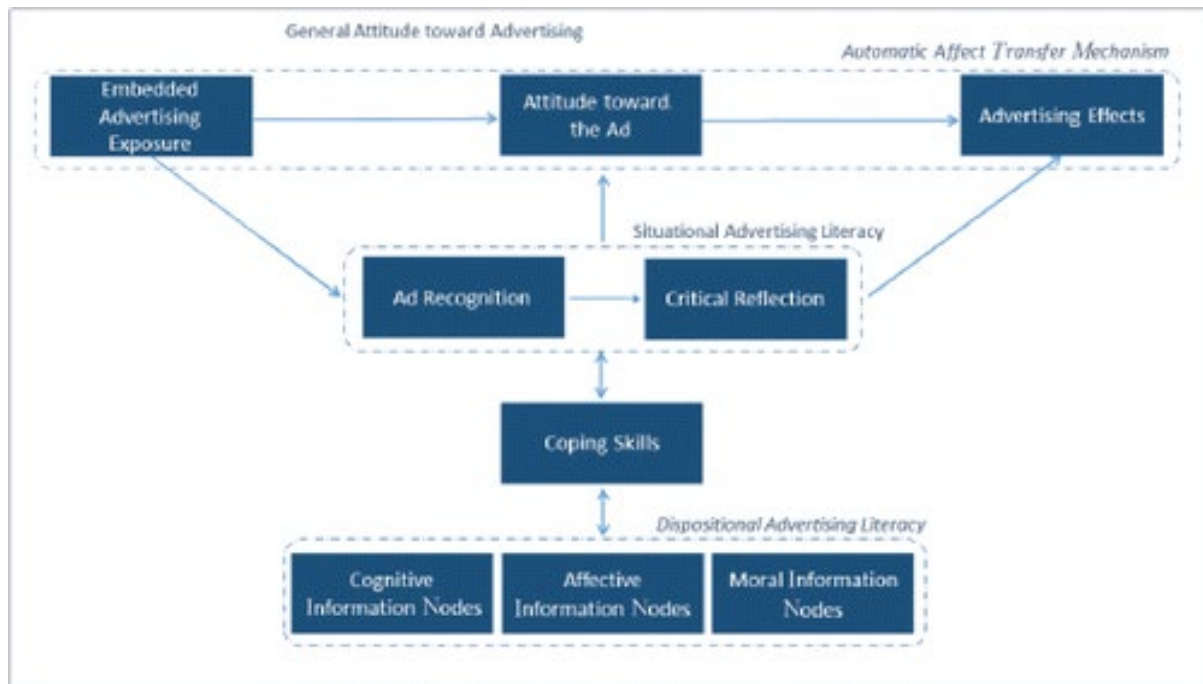 General Attitude toward Advertising
Automatic Affect Transfer Mechanism
Embedded
Advertising
Exposure
Attitude toward
the Ad
Advertising Effects
Situational Advertising Literacy
Ad Recognition
Critical Reflection
Coping Skills
Dispositional Advertising Literacy
Cognitive
Information Nodes
Affective
Information Nodes
Moral Information
Nodes